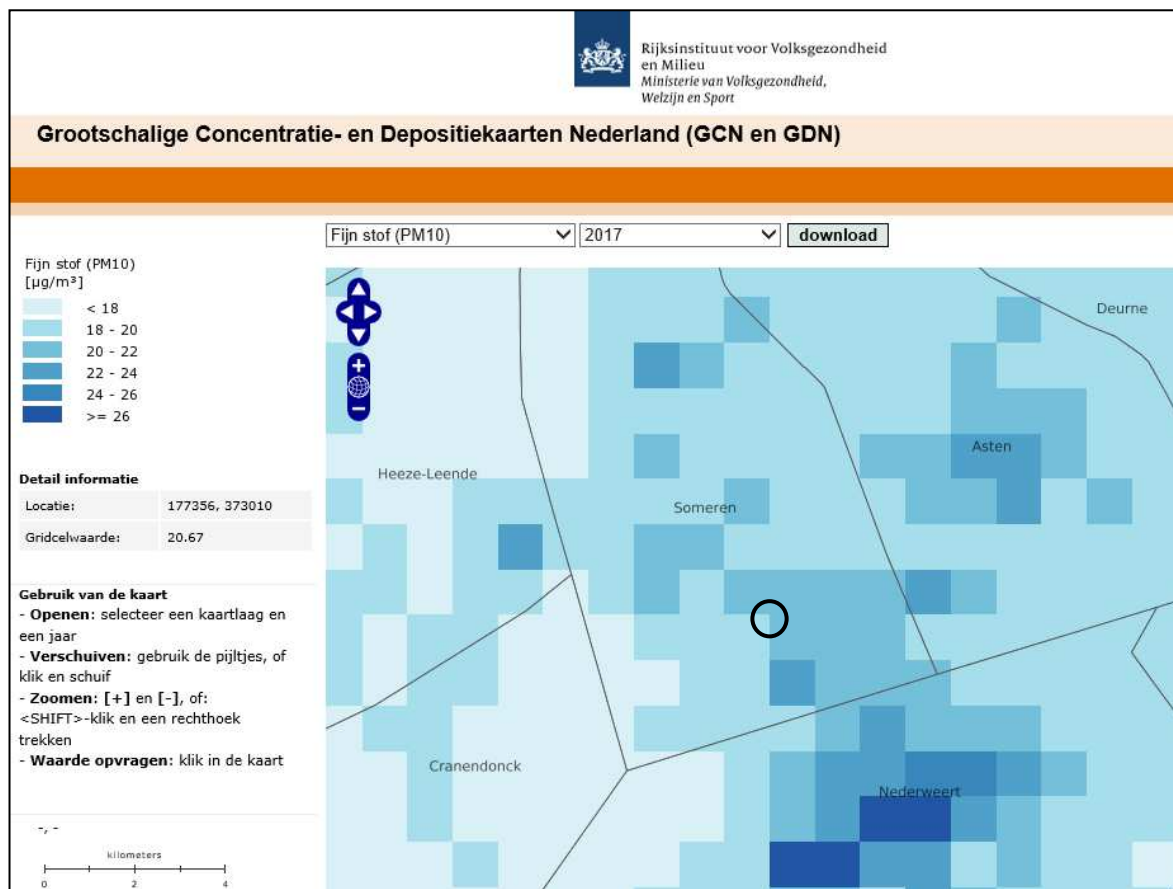 Rijksinstituut voor Volksgezondheid
en Milieu
Ministerie van Volksgezondheid,
Welzijn en Sport
Grootschalige Concentratie- en Depositiekaarten Nederland (GCN en GDN)
Fijn stof (PM10) 2017 download
Fijn stof (PM10)
[µg/m³]
< 18
18 - 20
20 - 22
22 - 24
24 - 26
>= 26
Detail informatie
Locatie: 177356, 373010
Gridcelwaarde: 20.67
Gebruik van de kaart
- Openen: selecteer een kaartlaag en
een jaar
- Verschuiven: gebruik de pijltjes, of
klik en schuif
- Zoomen: [+] en [-], of:
<SHIFT>-klik en een rechthoek
trekken
- Waarde opvragen: klik in de kaart
-, -
kilometers
0 2 4
Deurne
Asten
Heeze-Leende
Someren
Cranendonck
Nederweert